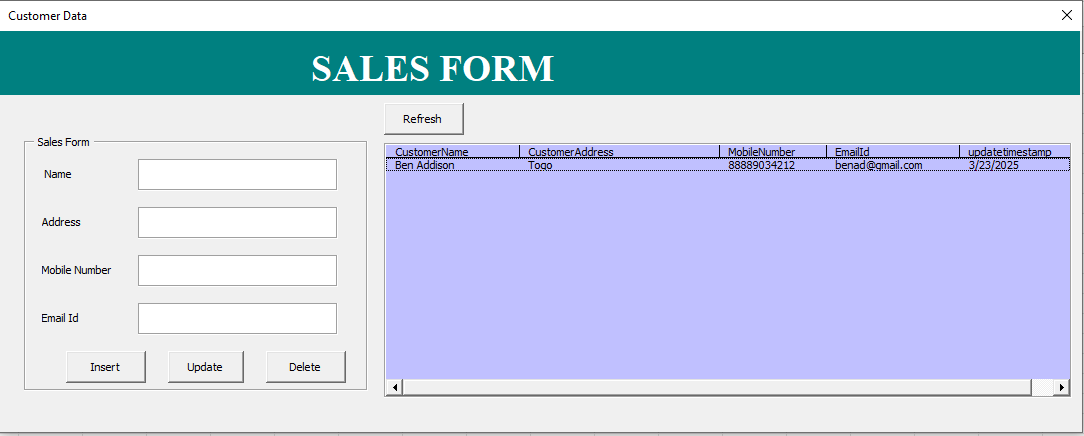 Customer Data
SALES FORM
Refresh
Sales Form
Name
Address
Mobile Number
Email Id
Insert Update Delete
CustomerName CustomerAddress MobileNumber EmailId updatetimestamp
Ben Addison Togo 88889034212 benad@gmail.com 3/23/2025